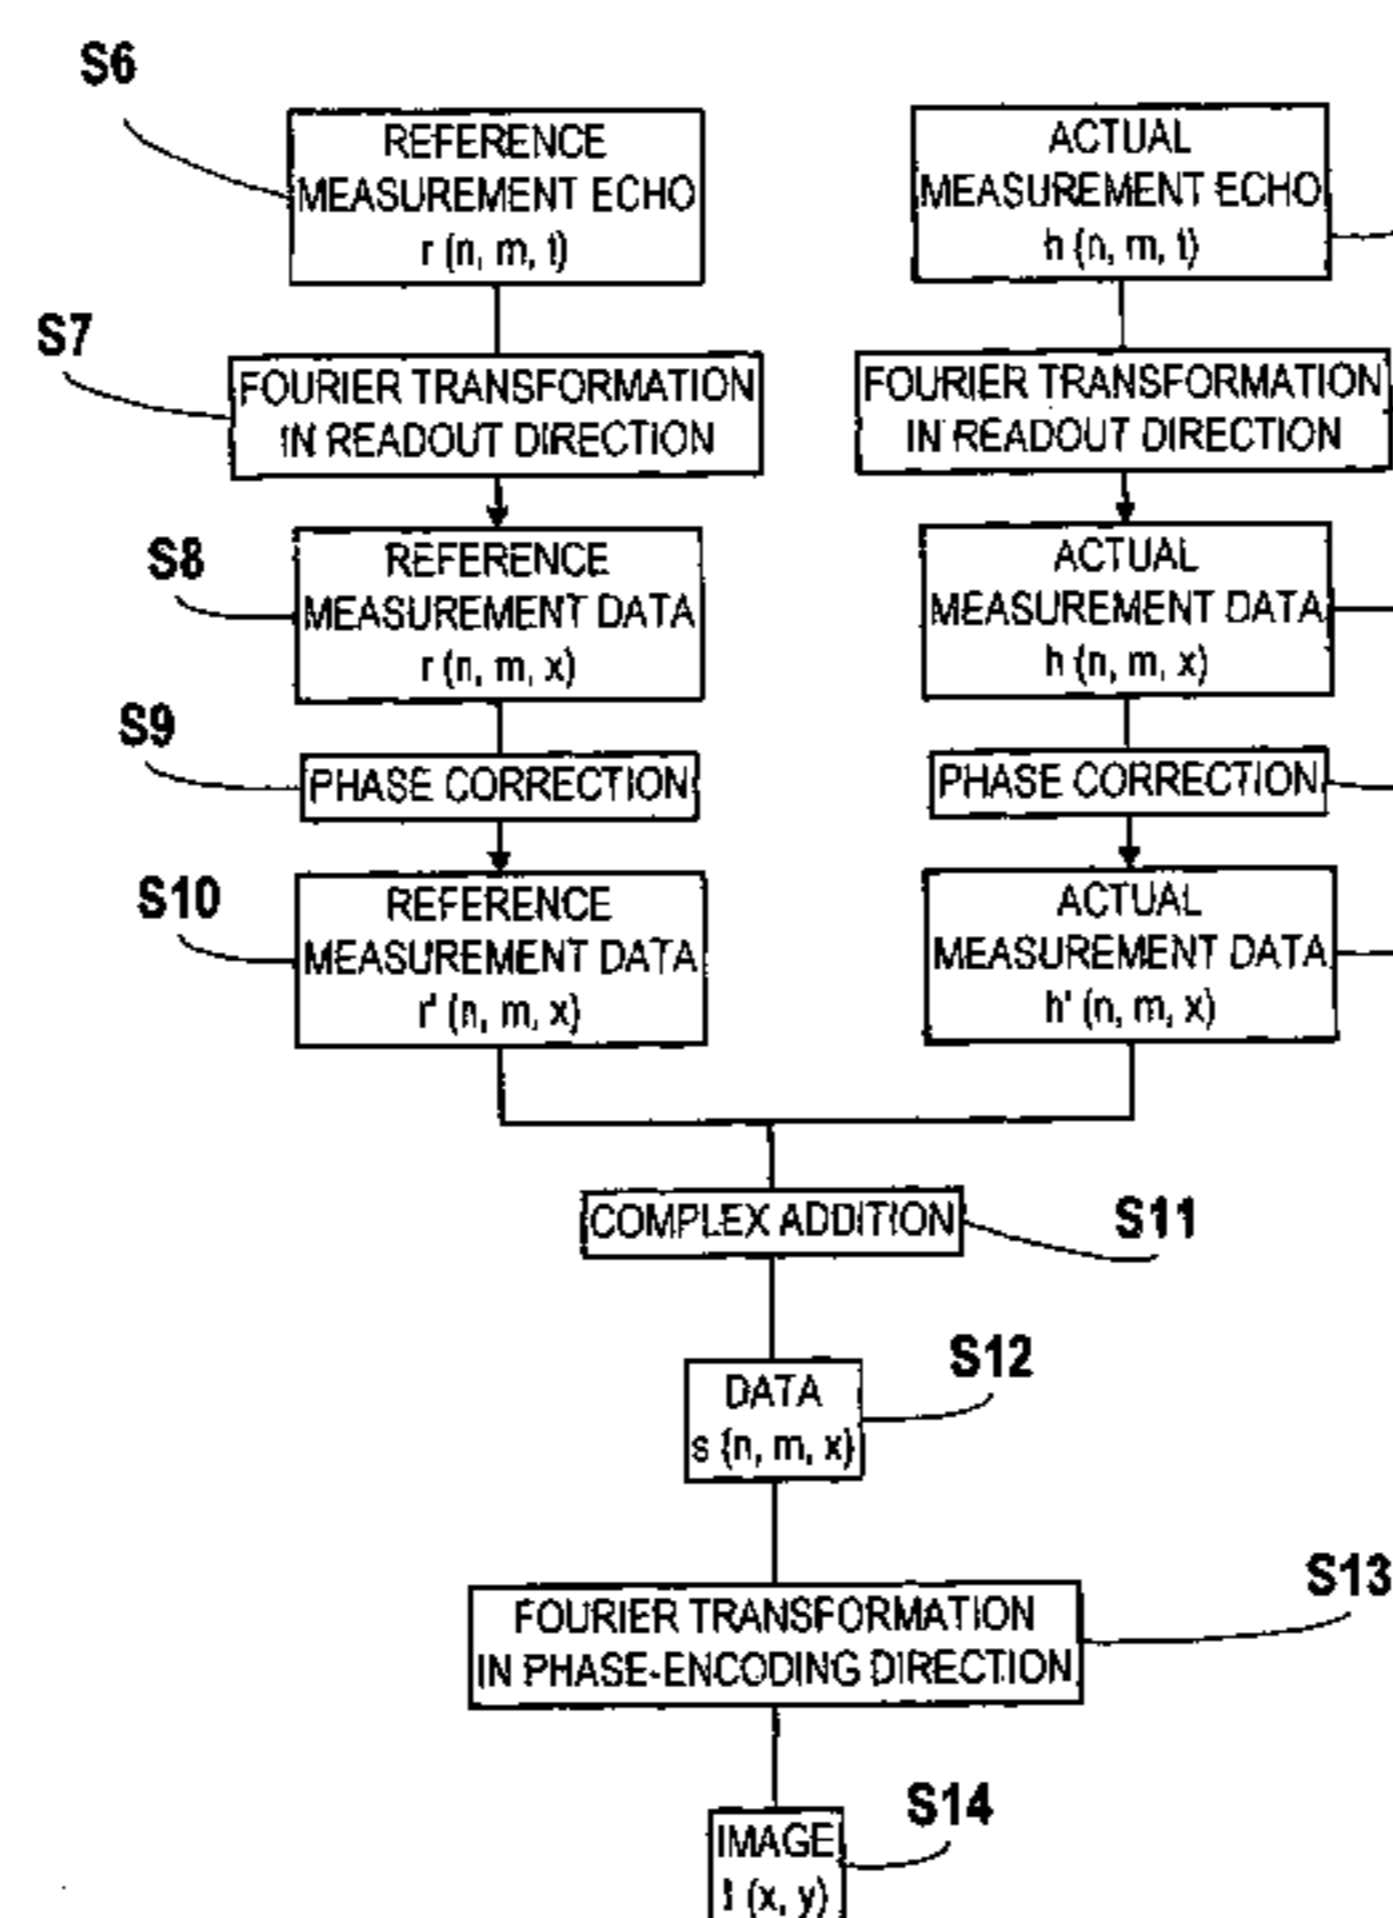 S6
REFERENCE
MEASUREMENT ECHO
r (n, m, t)
ACTUAL
MEASUREMENT ECHO
h (n, m, t)
S7
FOURIER TRANSFORMATION
IN READOUT DIRECTION
FOURIER TRANSFORMATION
IN READOUT DIRECTION
S8
REFERENCE
MEASUREMENT DATA
r (n, m, x)
ACTUAL
MEASUREMENT DATA
h (n, m, x)
S9
PHASE CORRECTION
PHASE CORRECTION
S10
REFERENCE
MEASUREMENT DATA
r' (n, m, x)
ACTUAL
MEASUREMENT DATA
h' (n, m, x)
COMPLEX ADDITION
S11
S12
DATA
s (n, m, x)
S13
FOURIER TRANSFORMATION
IN PHASE-ENCODING DIRECTION
S14
IMAGE
I (x, y)